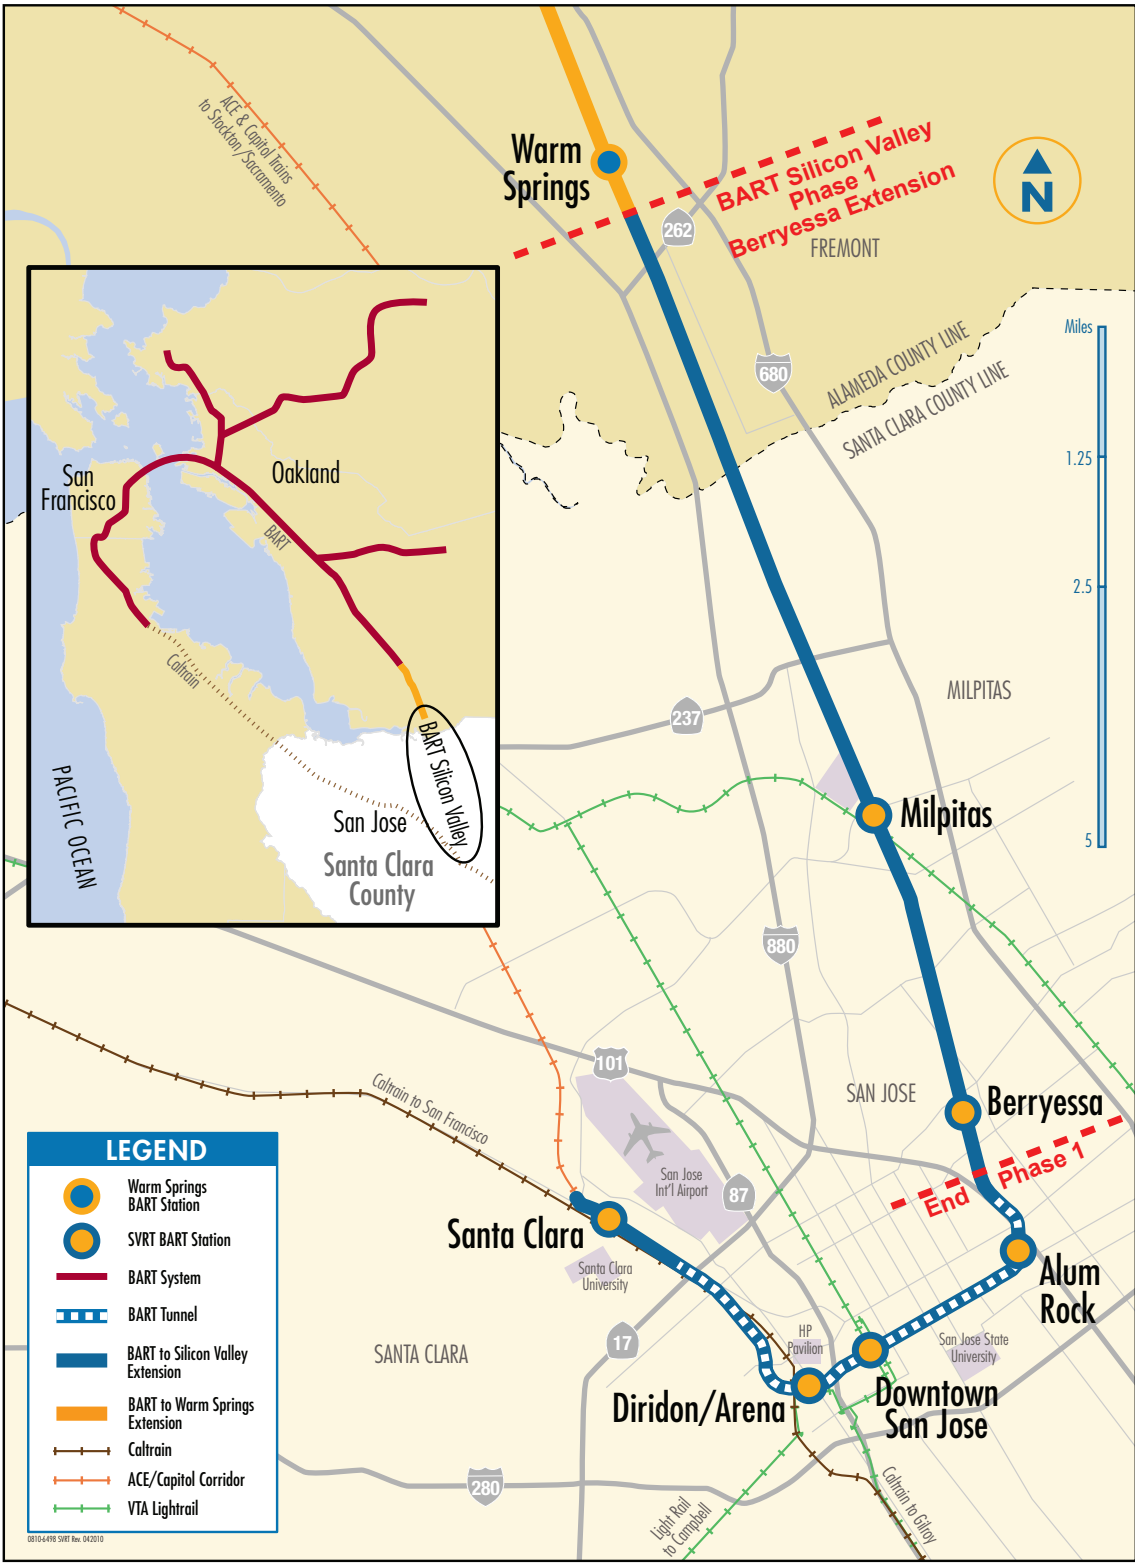 ACE & Capitol Trains
to Stockton/Sacramento
Warm
Springs
BART Silicon Valley
Phase 1
Berryessa Extension
N
262
FREMONT
Miles
1.25
2.5
5
680
ALAMEDA COUNTY LINE
SANTA CLARA COUNTY LINE
San
Francisco
Oakland
BART
Caltrain
PACIFIC OCEAN
BART Silicon Valley
San Jose
Santa Clara
County
237
MILPITAS
Milpitas
880
101
Caltrain to San Francisco
SAN JOSE
Berryessa
End Phase 1
San Jose
Int'l Airport
87
Santa Clara
Santa Clara
University
Alum
Rock
17
HP
Pavilion
San Jose State
University
SANTA CLARA
Diridon/Arena
Downtown
San Jose
280
Light Rail
to Campbell
Caltrain to Gilroy
LEGEND
Warm Springs
BART Station
SVRT BART Station
BART System
BART Tunnel
BART to Silicon Valley
Extension
BART to Warm Springs
Extension
Caltrain
ACE/Capitol Corridor
VTA Lightrail
0810-6498 SVRT Rev. 042010